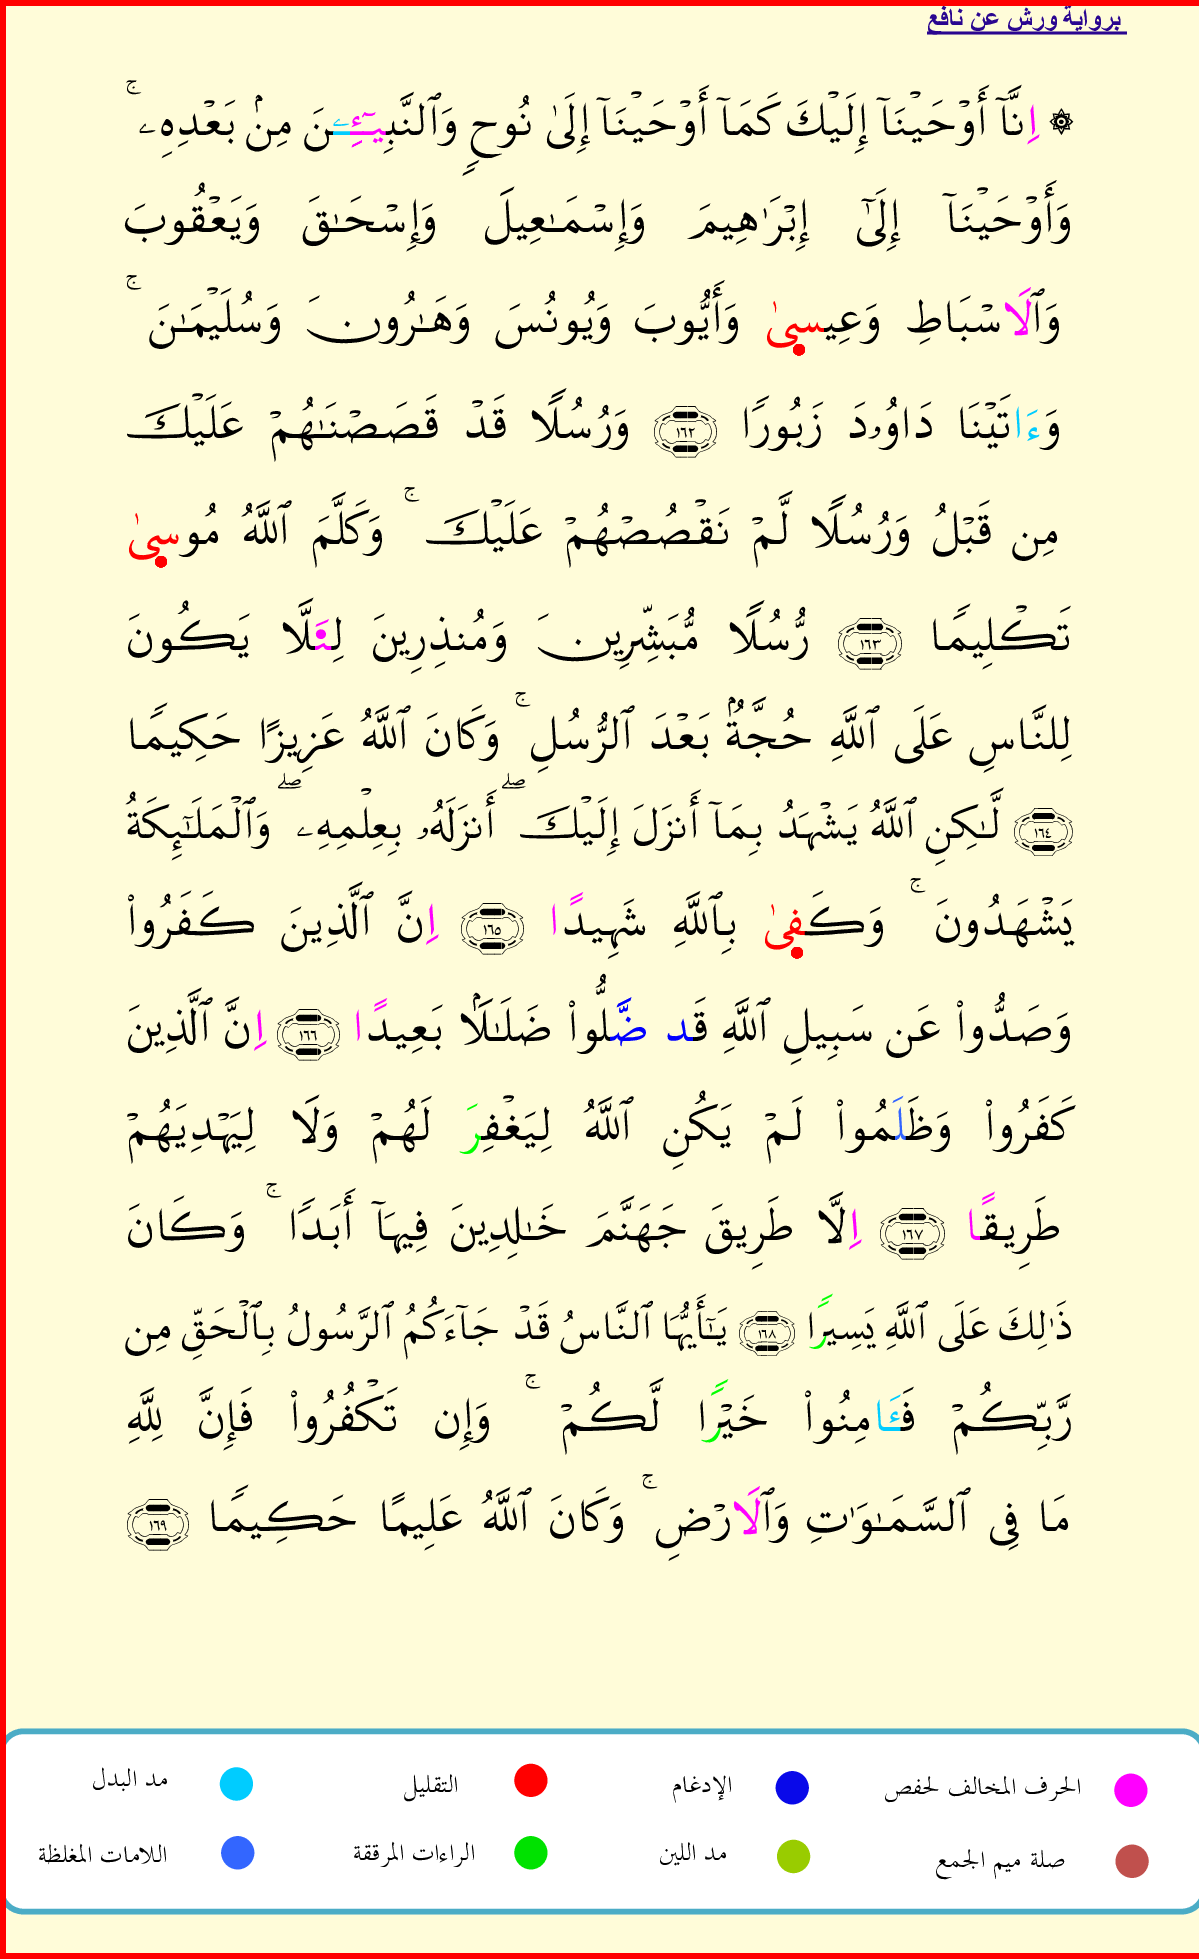 برواية ورش عن نافع
۞ اِنَّآ أَوْحَيْنَآ إِلَيْكَ كَمَآ أَوْحَيْنَآ إِلَىٰ نُوحٍ وَٱلنَّبِيـِٓٔۦنَ مِنۢ بَعْدِهِۦ ۚ
وَأَوْحَيْنَآ إِلَىٰٓ إِبْرَٰهِيمَ وَإِسْمَـٰعِيلَ وَإِسْحَـٰقَ وَيَعْقُوبَ
وَٱلَاسْبَاطِ وَعِيسىٰ وَأَيُّوبَ وَيُونُسَ وَهَـٰرُونَ وَسُلَيْمَـٰنَ ۚ
وَءَاتَيْنَا دَاوُۥدَ زَبُورًا ١٦٢ وَرُسُلًا قَدْ قَصَصْنَـٰهُمْ عَلَيْكَ
مِن قَبْلُ وَرُسُلًا لَّمْ نَقْصُصْهُمْ عَلَيْكَ ۚ وَكَلَّمَ ٱللَّهُ مُوسىٰ
تَكْلِيمًا ١٦٣ رُّسُلًا مُّبَشِّرِينَ وَمُنذِرِينَ لِيَلَّا يَكُونَ
لِلنَّاسِ عَلَى ٱللَّهِ حُجَّةٌۢ بَعْدَ ٱلرُّسُلِ ۚ وَكَانَ ٱللَّهُ عَزِيزًا حَكِيمًا
١٦٤ لَّـٰكِنِ ٱللَّهُ يَشْهَدُ بِمَآ أَنزَلَ إِلَيْكَ ۖ أَنزَلَهُۥ بِعِلْمِهِۦ ۖ وَٱلْمَلَـٰٓئِكَةُ
يَشْهَدُونَ ۚ وَكَفىٰ بِٱللَّهِ شَهِيدًا ١٦٥ اِنَّ ٱلَّذِينَ كَفَرُواْ
وَصَدُّواْ عَن سَبِيلِ ٱللَّهِ قَد ضَّلُّواْ ضَلَـٰلَاۢ بَعِيدًا ١٦٦ اِنَّ ٱلَّذِينَ
كَفَرُواْ وَظَلَمُواْ لَمْ يَكُنِ ٱللَّهُ لِيَغْفِرَ لَهُمْ وَلَا لِيَهْدِيَهُمْ
طَرِيقًا ١٦٧ اِلَّا طَرِيقَ جَهَنَّمَ خَـٰلِدِينَ فِيهَآ أَبَدًا ۚ وَكَانَ
ذَٰلِكَ عَلَى ٱللَّهِ يَسِيرًا ١٦٨ يَـٰٓأَيُّهَا ٱلنَّاسُ قَدْ جَآءَكُمُ ٱلرَّسُولُ بِٱلْحَقِّ مِن
رَّبِّكُمْ فَـَٔامِنُواْ خَيْرًا لَّكُمْ ۚ وَإِن تَكْفُرُواْ فَإِنَّ لِلَّهِ
مَا فِى ٱلسَّمَـٰوَٰتِ وَٱلَارْضِ ۚ وَكَانَ ٱللَّهُ عَلِيمًا حَكِيمًا ١٦٩
الحرف المخالف لحفص الإدغام التقليل مد البدل
صلة ميم الجمع مد اللين الراءات المرققة اللامات المغلظة